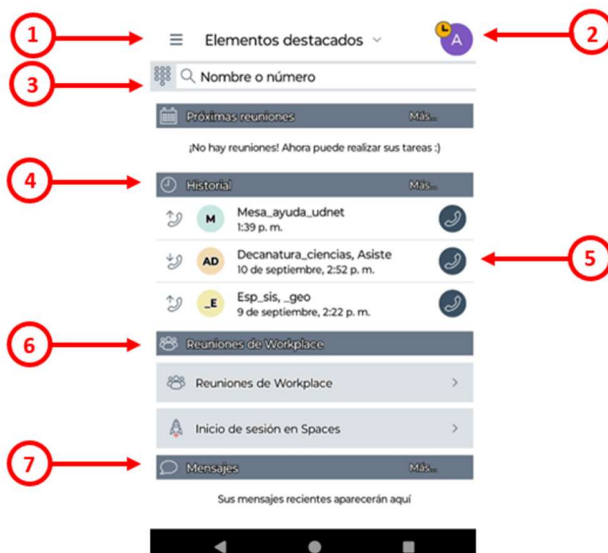 1
Elementos destacados
A
2
3
Nombre o número
Próximas reuniones Más...
¡No hay reuniones! Ahora puede realizar sus tareas :)
4
Historial Más...
M Mesa_ayuda_udnet
1:39 p. m.
AD Decanatura_ciencias, Asiste
10 de septiembre, 2:52 p. m.
5
_E Esp_sis, _geo
9 de septiembre, 2:22 p. m.
6
Reuniones de Workplace
Reuniones de Workplace
Inicio de sesión en Spaces
7
Mensajes Más...
Sus mensajes recientes aparecerán aquí